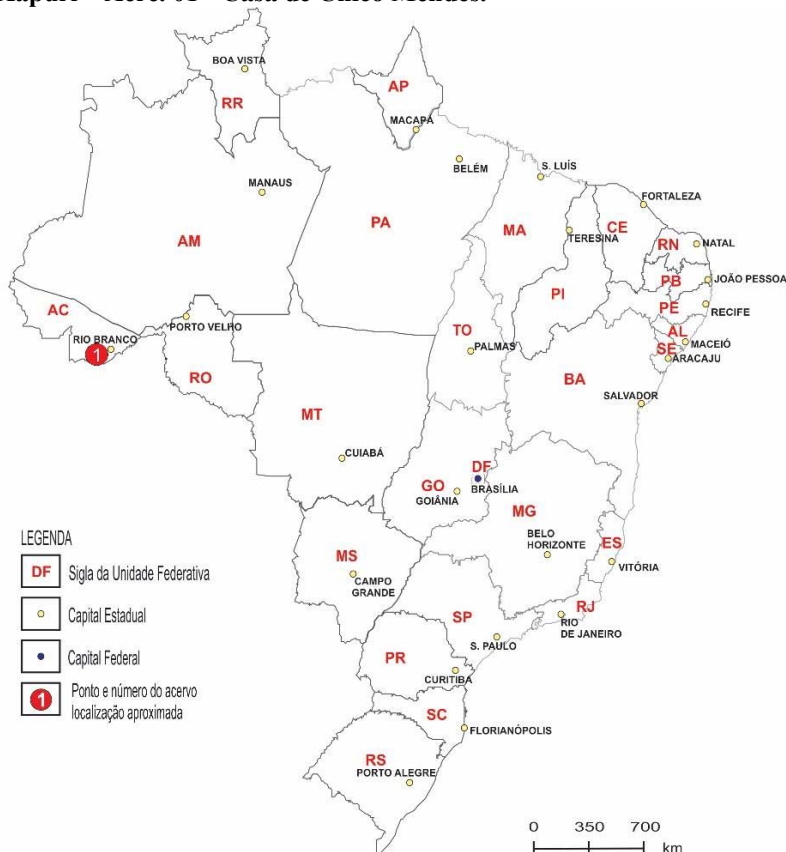 Xapuri - Acre. 01 - Casa de Chico Mendes.
BOA VISTA
RR
AP
MACAPÁ
BELÉM
S. LUÍS
MANAUS
FORTALEZA
AM
PA
MA
TERESINA
CE
RN
NATAL
PB
JOÃO PESSOA
PI
PE
RECIFE
AC
RIO BRANCO
1
PORTO VELHO
TO
PALMAS
AL
MACEIÓ
SE
ARACAJU
RO
BA
SALVADOR
MT
CUIABÁ
DF
BRASÍLIA
GO
GOIÂNIA
MG
BELO
HORIZONTE
ES
VITÓRIA
MS
CAMPO
GRANDE
SP
RJ
RIO
DE JANEIRO
S. PAULO
PR
CURITIBA
SC
FLORIANÓPOLIS
RS
PORTO ALEGRE
LEGENDA
DF Sigla da Unidade Federativa
Capital Estadual
Capital Federal
1 Ponto e número do acervo
localização aproximada
0 350 700
km